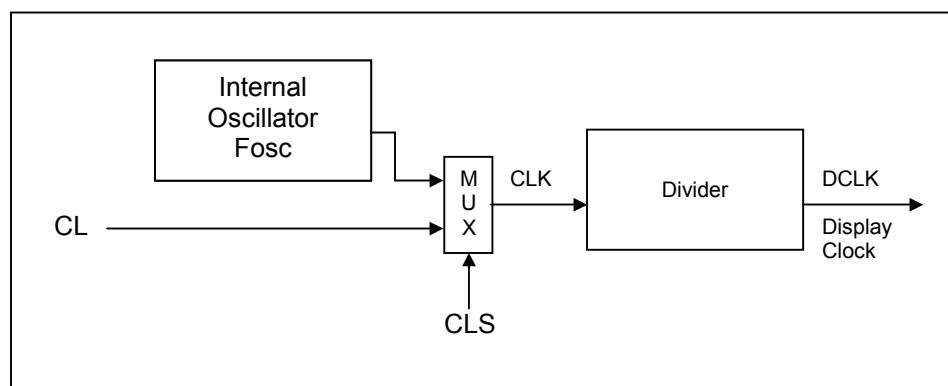 Internal
Oscillator
Fosc
M
U
X
CLK
Divider
DCLK
Display
Clock
CL
CLS